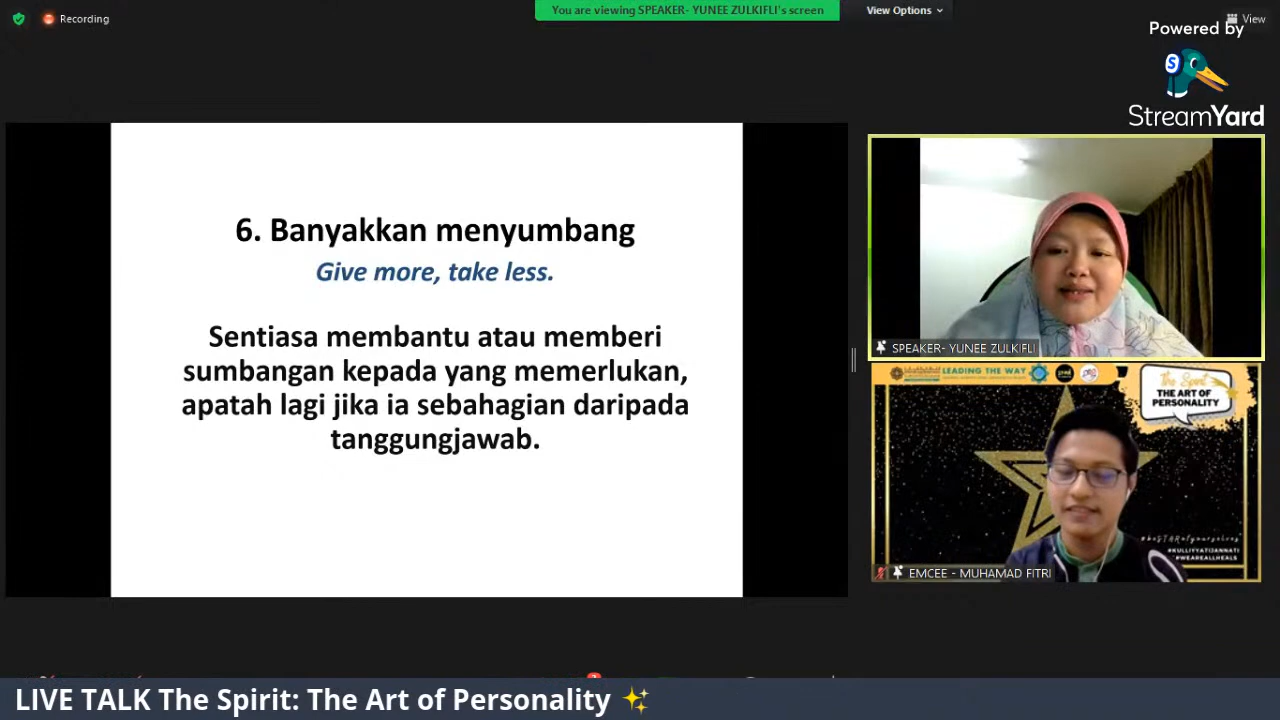 Recording
You are viewing SPEAKER- YUNEE ZULKIFLI's screen
View Options
View
Powered by
S
StreamYard
6. Banyakkan menyumbang
Give more, take less.
Sentiasa membantu atau memberi
sumbangan kepada yang memerlukan,
apatah lagi jika ia sebahagian daripada
tanggungjawab.
SPEAKER- YUNEE ZULKIFLI
LEADING THE WAY
The Spirit
THE ART OF
PERSONALITY
#beSTARofyourselves
#KULLIYYATIJANNATI
#WEAREALLHEALS
EMCEE - MUHAMAD FITRI
LIVE TALK The Spirit: The Art of Personality ✨